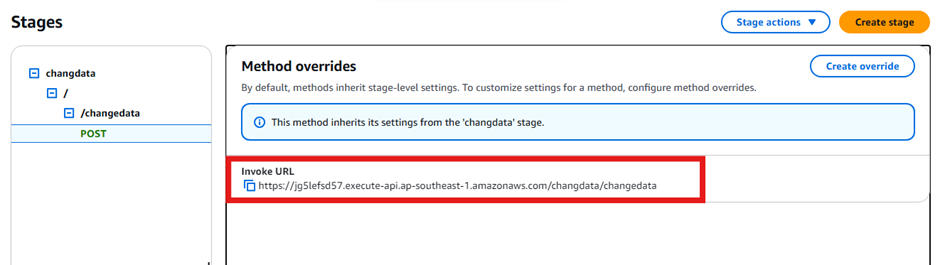 Stages
Stage actions
Create stage
changdata
/
/changedata
POST
Method overrides
Create override
By default, methods inherit stage-level settings. To customize settings for a method, configure method overrides.
This method inherits its settings from the 'changdata' stage.
Invoke URL
https://jg5lefsd57.execute-api.ap-southeast-1.amazonaws.com/changdata/changedata